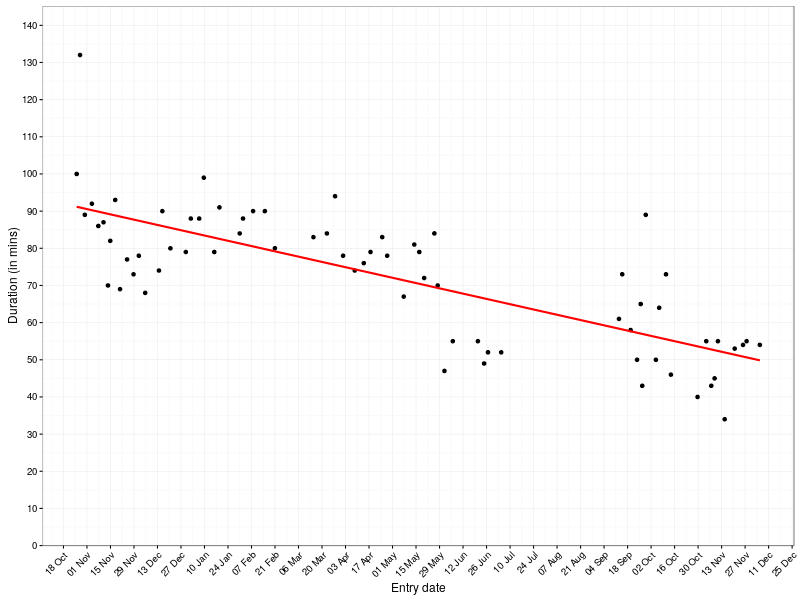 Duration (in mins)
140
130
120
110
100
90
80
70
60
50
40
30
20
10
0
18 Oct
01 Nov
15 Nov
29 Nov
13 Dec
27 Dec
10 Jan
24 Jan
07 Feb
21 Feb
06 Mar
20 Mar
03 Apr
17 Apr
01 May
15 May
29 May
12 Jun
26 Jun
10 Jul
24 Jul
07 Aug
21 Aug
04 Sep
18 Sep
02 Oct
16 Oct
30 Oct
13 Nov
27 Nov
11 Dec
25 Dec
Entry date